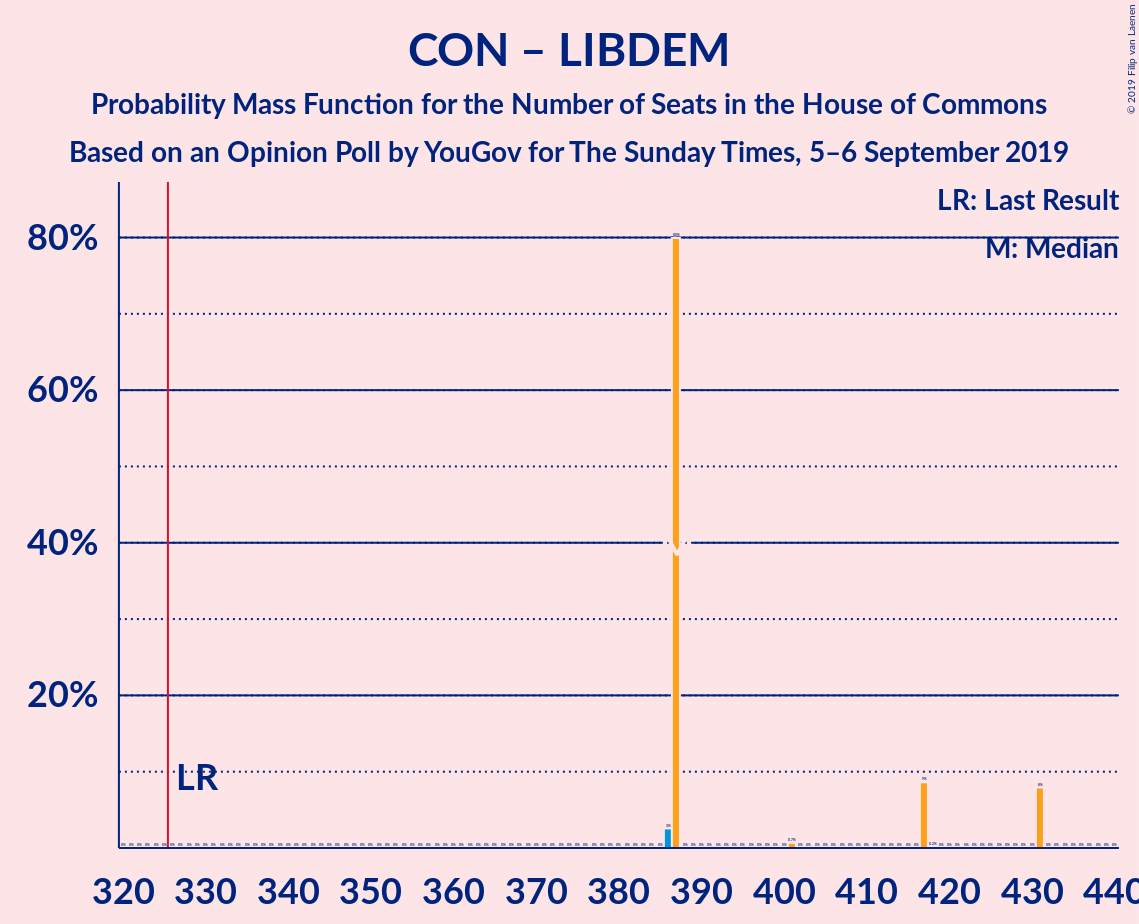 CON – LIBDEM
Probability Mass Function for the Number of Seats in the House of Commons
Based on an Opinion Poll by YouGov for The Sunday Times, 5–6 September 2019
© 2019 Filip van Laenen
LR: Last Result
M: Median
80%
60%
40%
20%
M
LR
320 330 340 350 360 370 380 390 400 410 420 430 440